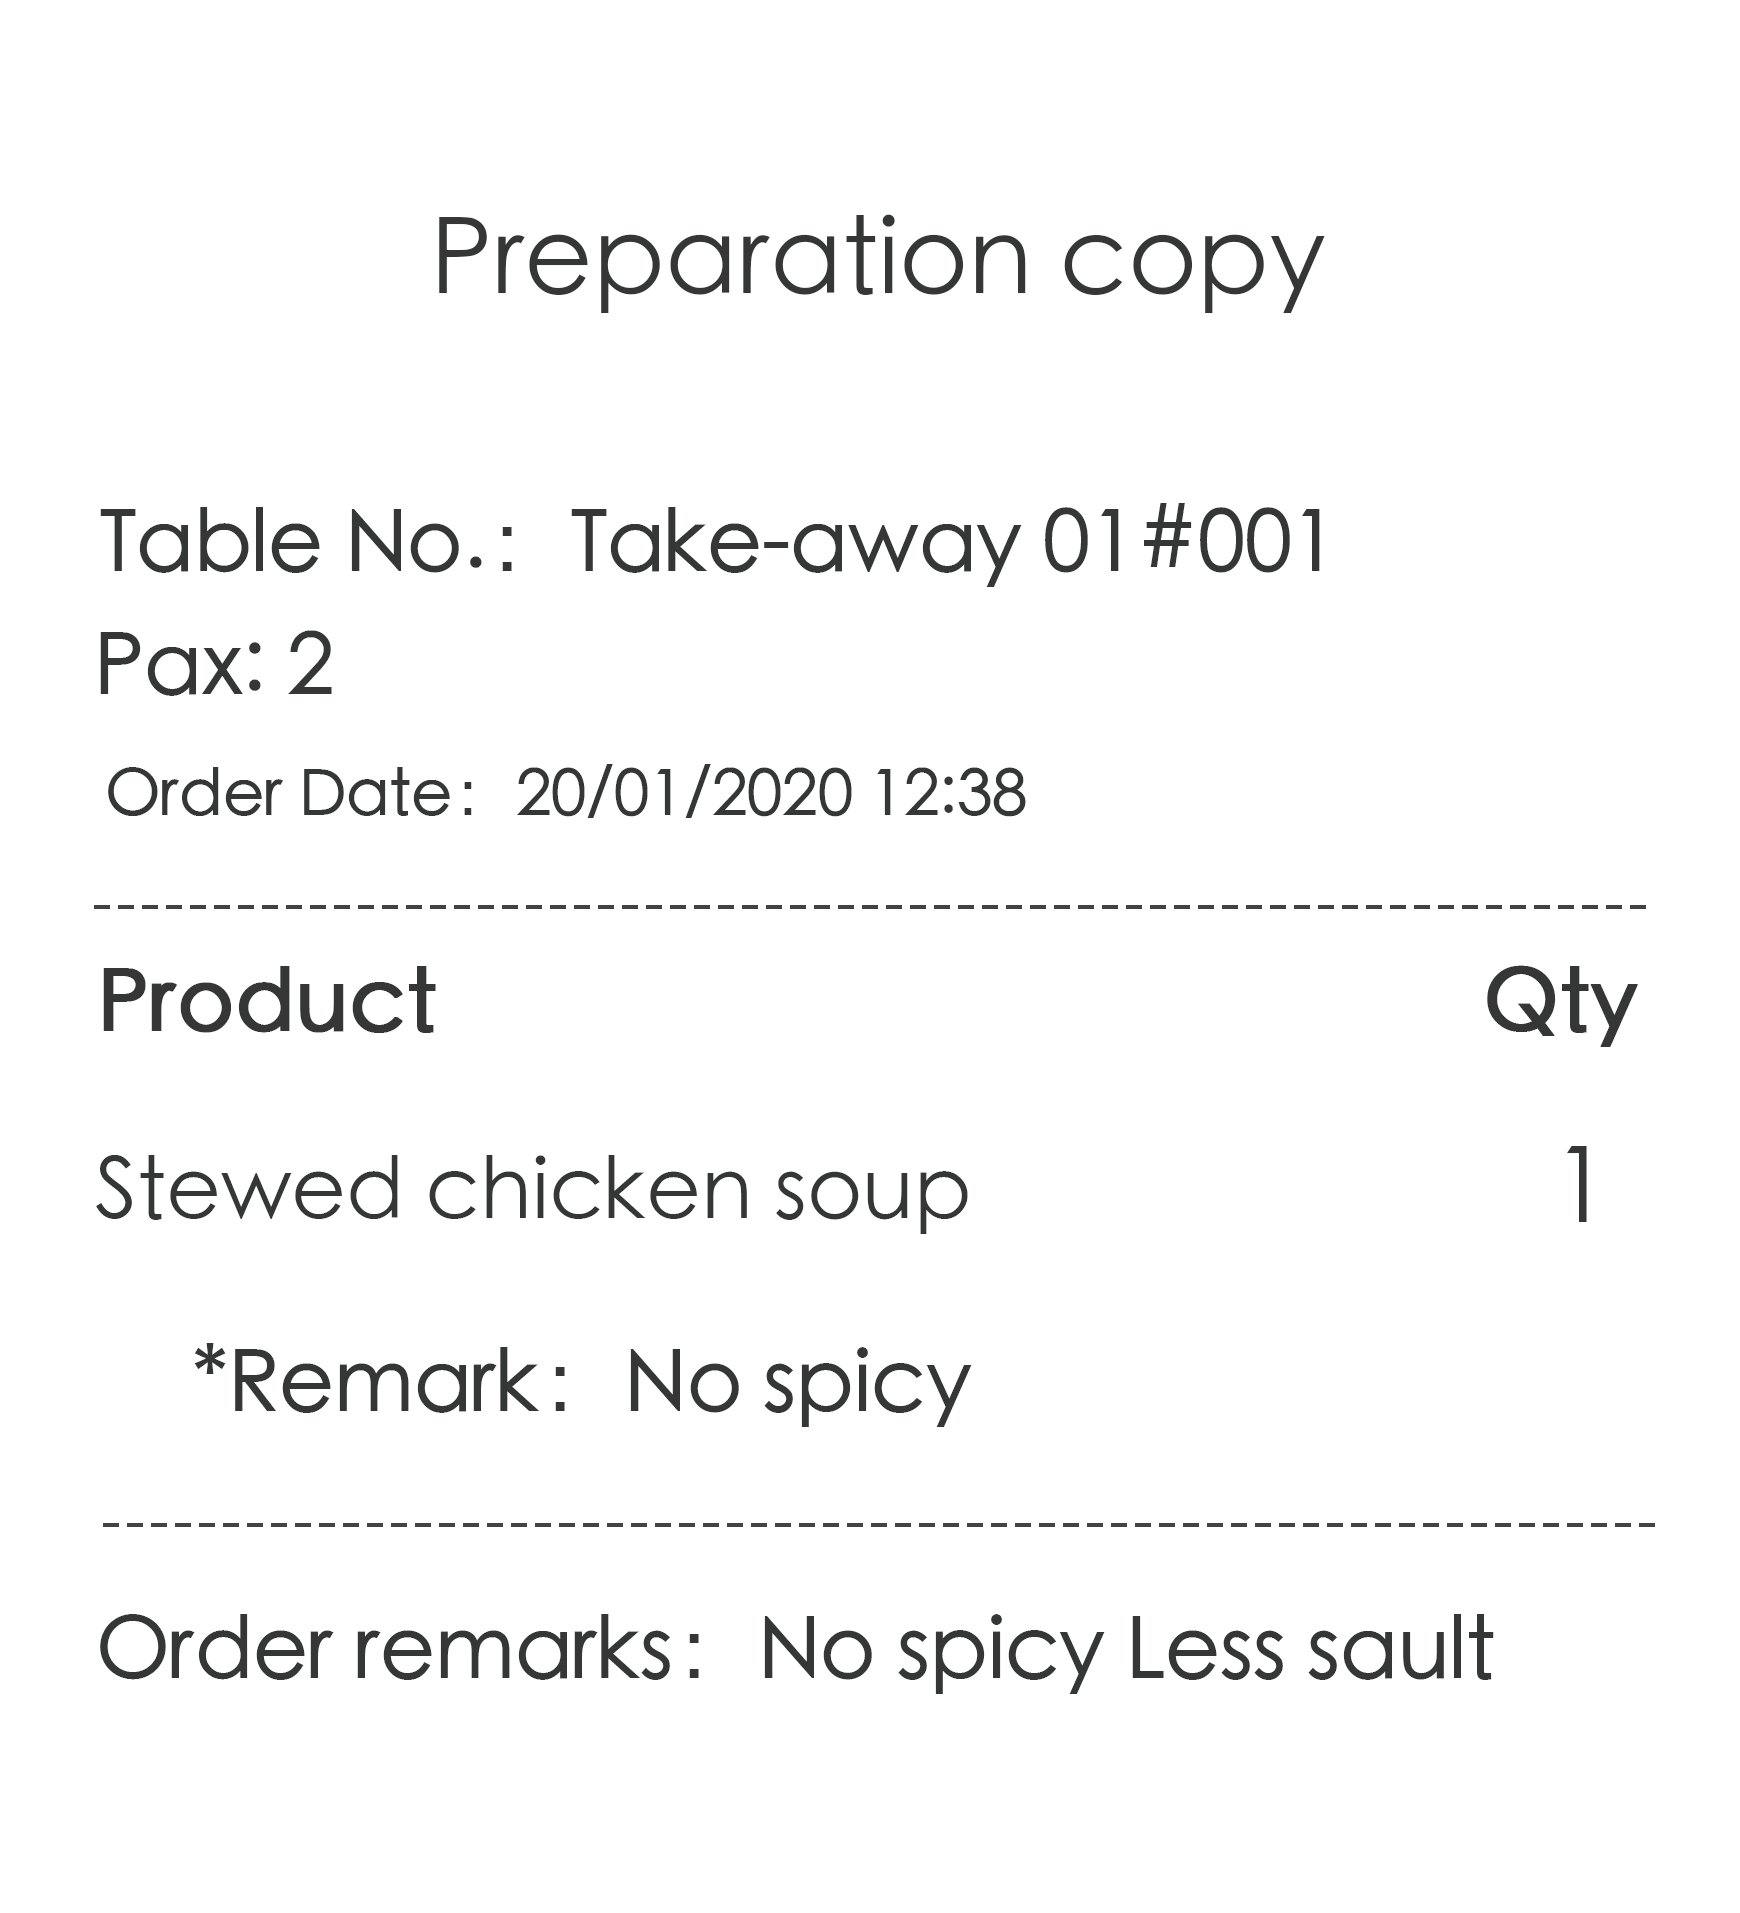 Preparation copy
Table No.: Take-away 01#001
Pax: 2
Order Date: 20/01/2020 12:38
Product Qty
Stewed chicken soup 1
*Remark: No spicy
Order remarks: No spicy Less sault